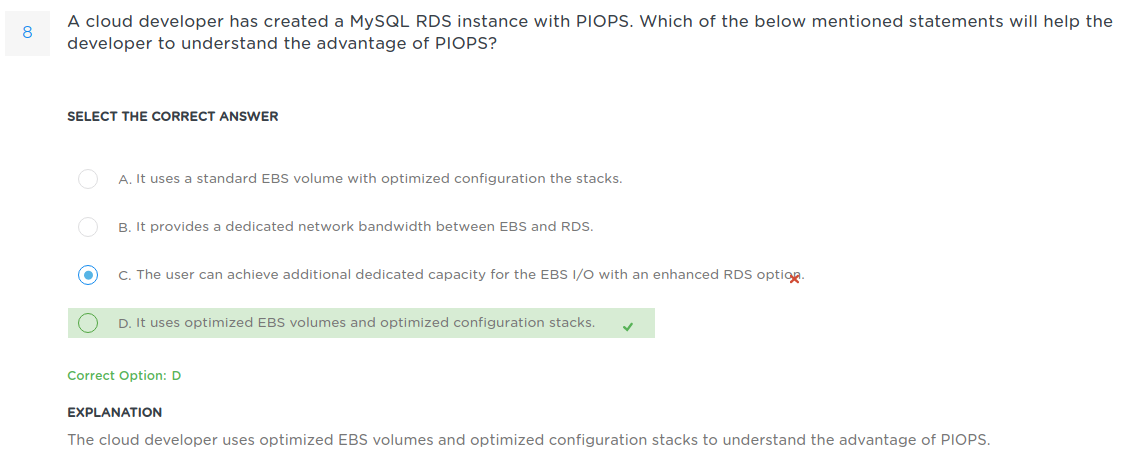 8
A cloud developer has created a MySQL RDS instance with PIOPS. Which of the below mentioned statements will help the
developer to understand the advantage of PIOPS?
SELECT THE CORRECT ANSWER
A. It uses a standard EBS volume with optimized configuration the stacks.
B. It provides a dedicated network bandwidth between EBS and RDS.
C. The user can achieve additional dedicated capacity for the EBS I/O with an enhanced RDS option.
D. It uses optimized EBS volumes and optimized configuration stacks.
Correct Option: D
EXPLANATION
The cloud developer uses optimized EBS volumes and optimized configuration stacks to understand the advantage of PIOPS.